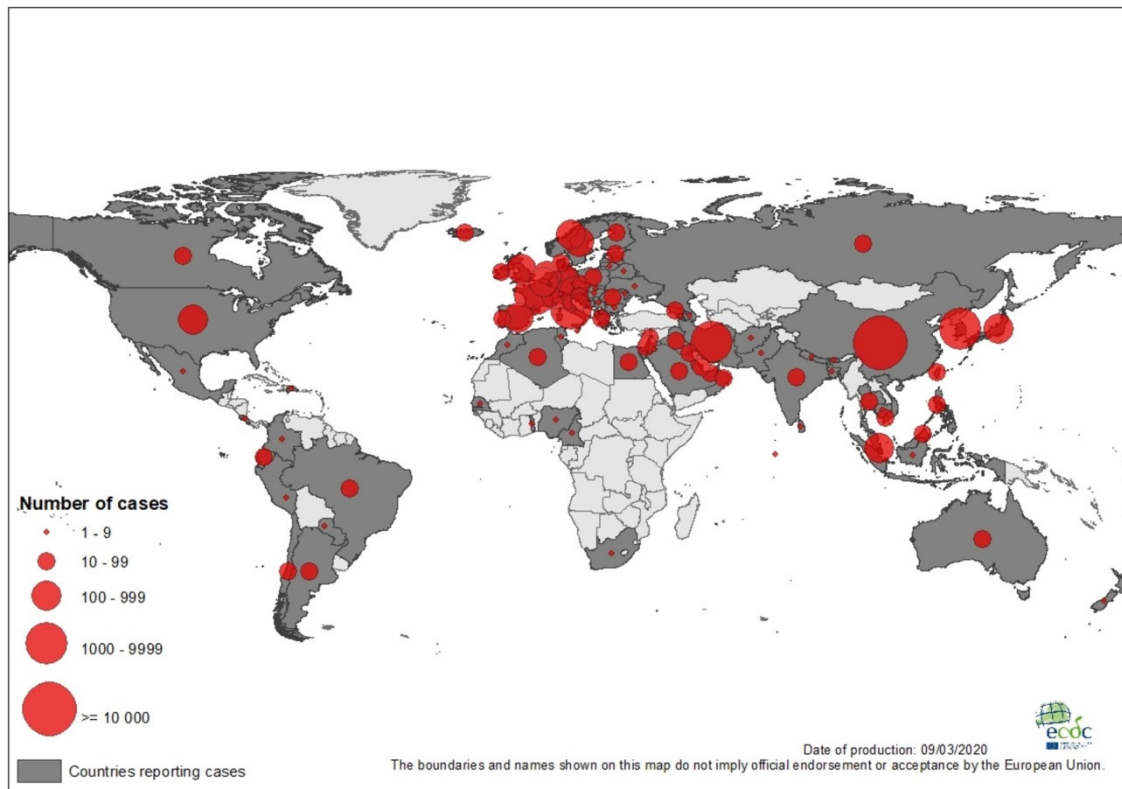 Number of cases
1 - 9
10 - 99
100 - 999
1000 - 9999
>= 10 000
Countries reporting cases
ecdc
Date of production: 09/03/2020
The boundaries and names shown on this map do not imply official endorsement or acceptance by the European Union.